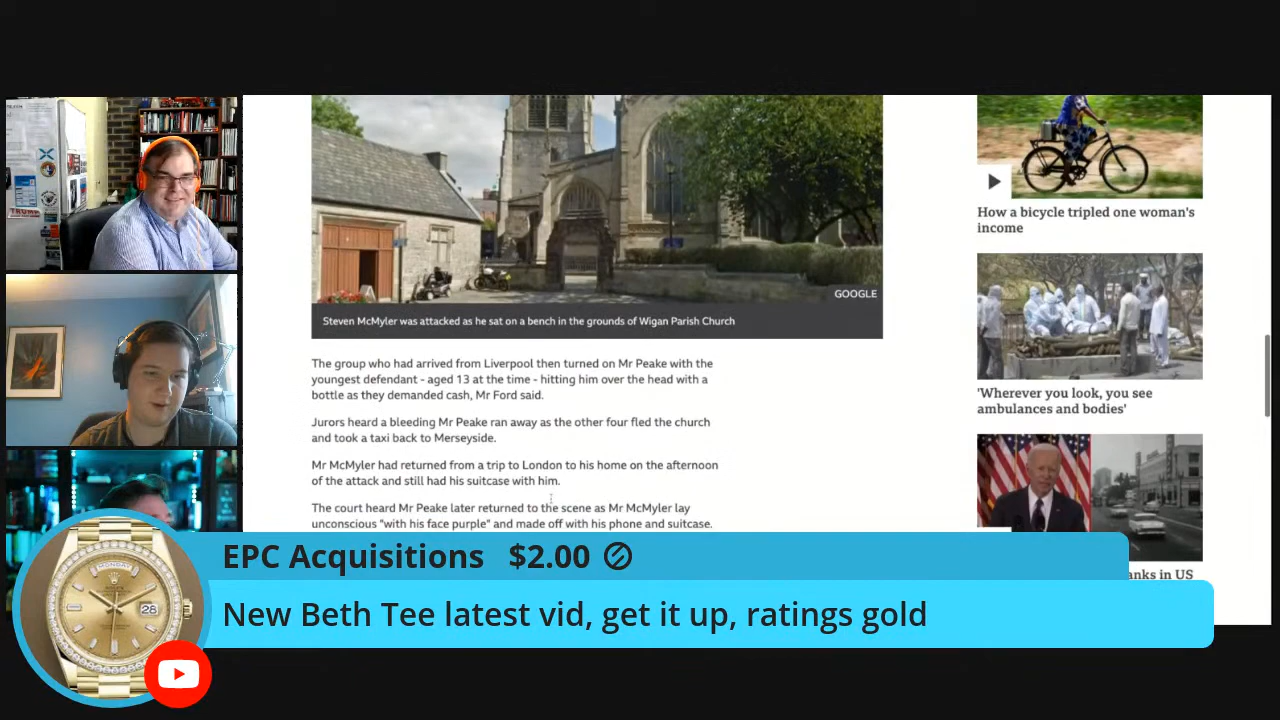 TRUMP
GOOGLE
Steven McMyler was attacked as he sat on a bench in the grounds of Wigan Parish Church
The group who had arrived from Liverpool then turned on Mr Peake with the
youngest defendant - aged 13 at the time - hitting him over the head with a
bottle as they demanded cash, Mr Ford said.
Jurors heard a bleeding Mr Peake ran away as the other four fled the church
and took a taxi back to Merseyside.
Mr McMyler had returned from a trip to London to his home on the afternoon
of the attack and still had his suitcase with him.
The court heard Mr Peake later returned to the scene as Mr McMyler lay
unconscious "with his face purple" and made off with his phone and suitcase.
How a bicycle tripled one woman's
income
'Wherever you look, you see
ambulances and bodies'
anks in US
EPC Acquisitions $2.00
New Beth Tee latest vid, get it up, ratings gold
28